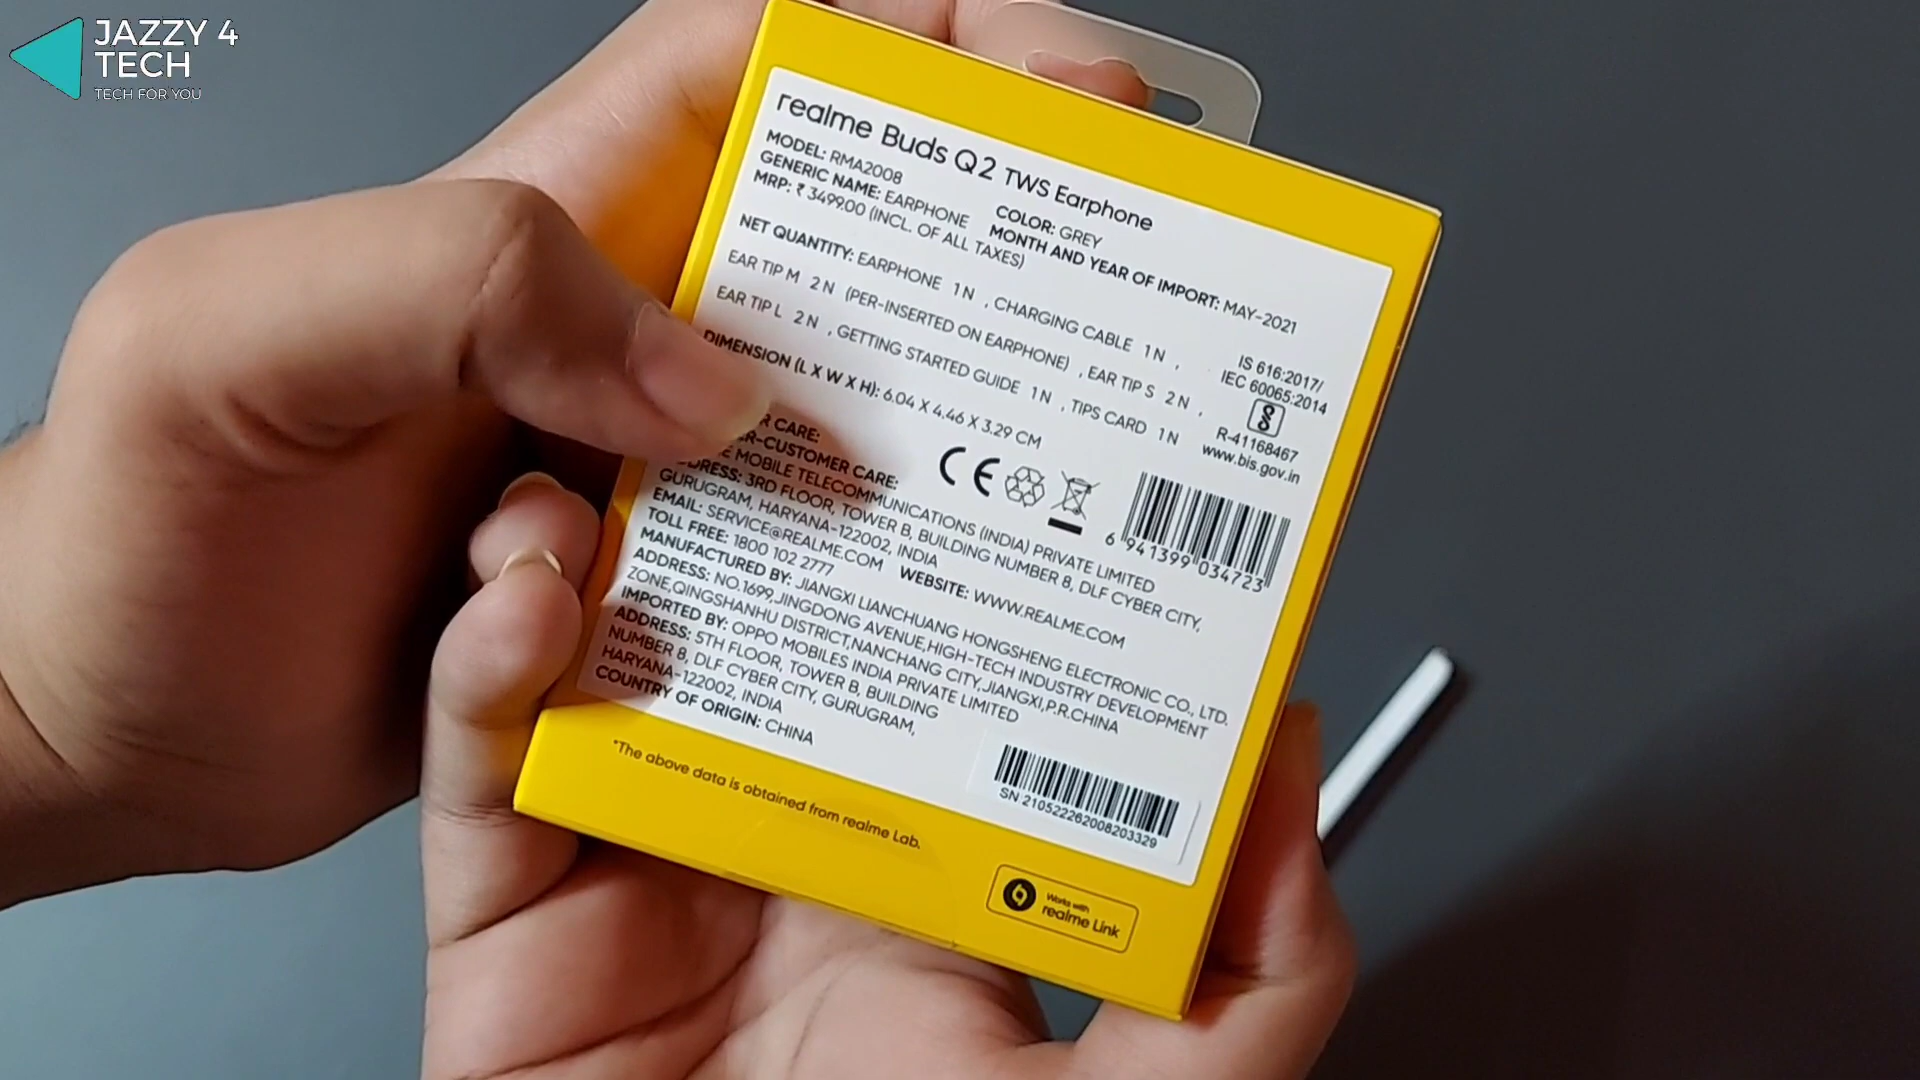 JAZZY 4
TECH
TECH FOR YOU
realme Buds Q2 TWS Earphone
MODEL: RMA2008
COLOR: GREY
GENERIC NAME: EARPHONE
MONTH AND YEAR OF IMPORT: MAY-2021
MRP: ₹ 3499.00 (INCL. OF ALL TAXES)
NET QUANTITY: EARPHONE 1 N , CHARGING CABLE 1 N ,
EAR TIP M 2 N (PER-INSERTED ON EARPHONE) , EAR TIP S 2 N ,
EAR TIP L 2 N , GETTING STARTED GUIDE 1 N , TIPS CARD 1 N
DIMENSION (L X W X H): 6.04 X 4.46 X 3.29 CM
IS 616:2017/
IEC 60065:2014
R-41168467
www.bis.gov.in
CE
6 941399 034723
CARE:
-CUSTOMER CARE:
MOBILE TELECOMMUNICATIONS (INDIA) PRIVATE LIMITED
ADDRESS: 3RD FLOOR, TOWER B, BUILDING NUMBER 8, DLF CYBER CITY,
GURUGRAM, HARYANA-122002, INDIA
EMAIL: SERVICE@REALME.COM WEBSITE: WWW.REALME.COM
TOLL FREE: 1800 102 2777
MANUFACTURED BY: JIANGXI LIANCHUANG HONGSHENG ELECTRONIC CO., LTD.
ADDRESS: NO.1699,JINGDONG AVENUE,HIGH-TECH INDUSTRY DEVELOPMENT
ZONE,QINGSHANHU DISTRICT,NANCHANG CITY,JIANGXI,P.R.CHINA
IMPORTED BY: OPPO MOBILES INDIA PRIVATE LIMITED
ADDRESS: 5TH FLOOR, TOWER B, BUILDING
NUMBER 8, DLF CYBER CITY, GURUGRAM,
HARYANA-122002, INDIA
COUNTRY OF ORIGIN: CHINA
SN 210522262008203329
*The above data is obtained from realme Lab.
Works with
realme Link